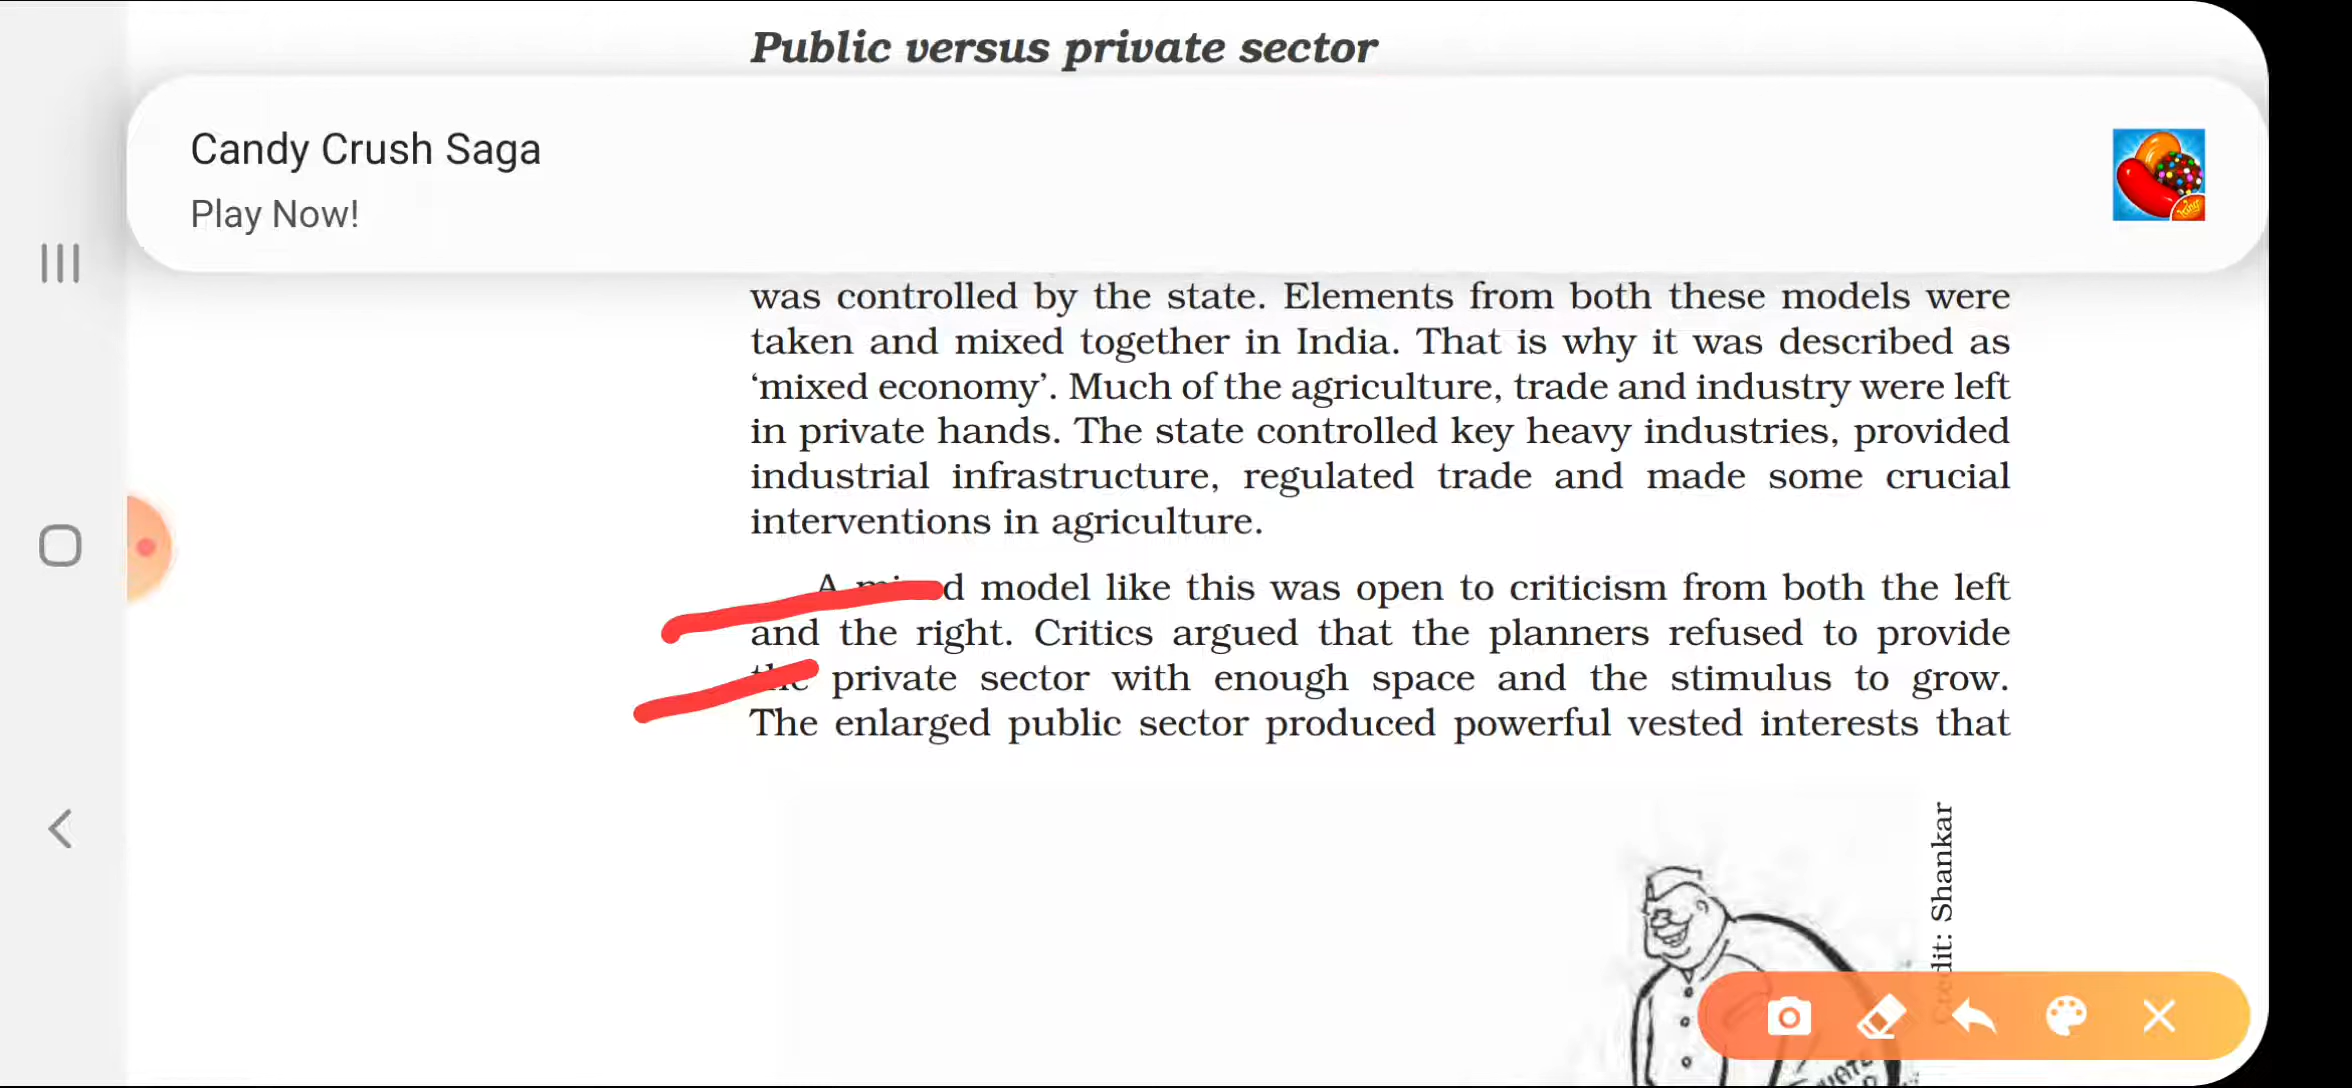 Public versus private sector
Candy Crush Saga
Play Now!
was controlled by the state. Elements from both these models were
taken and mixed together in India. That is why it was described as
‘mixed economy’. Much of the agriculture, trade and industry were left
in private hands. The state controlled key heavy industries, provided
industrial infrastructure, regulated trade and made some crucial
interventions in agriculture.
A mixed model like this was open to criticism from both the left
and the right. Critics argued that the planners refused to provide
the private sector with enough space and the stimulus to grow.
The enlarged public sector produced powerful vested interests that
Credit: Shankar